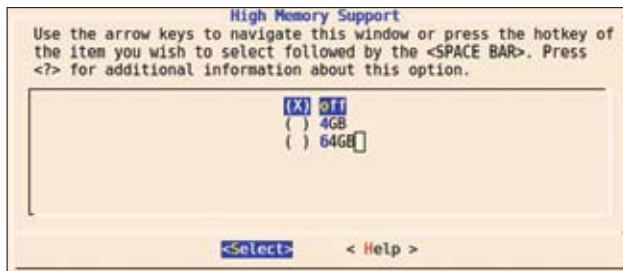 High Memory Support
Use the arrow keys to navigate this window or press the hotkey of
the item you wish to select followed by the <SPACE BAR>. Press
<?> for additional information about this option.
(X) off
( ) 4GB
( ) 64GB
<Select> < Help >